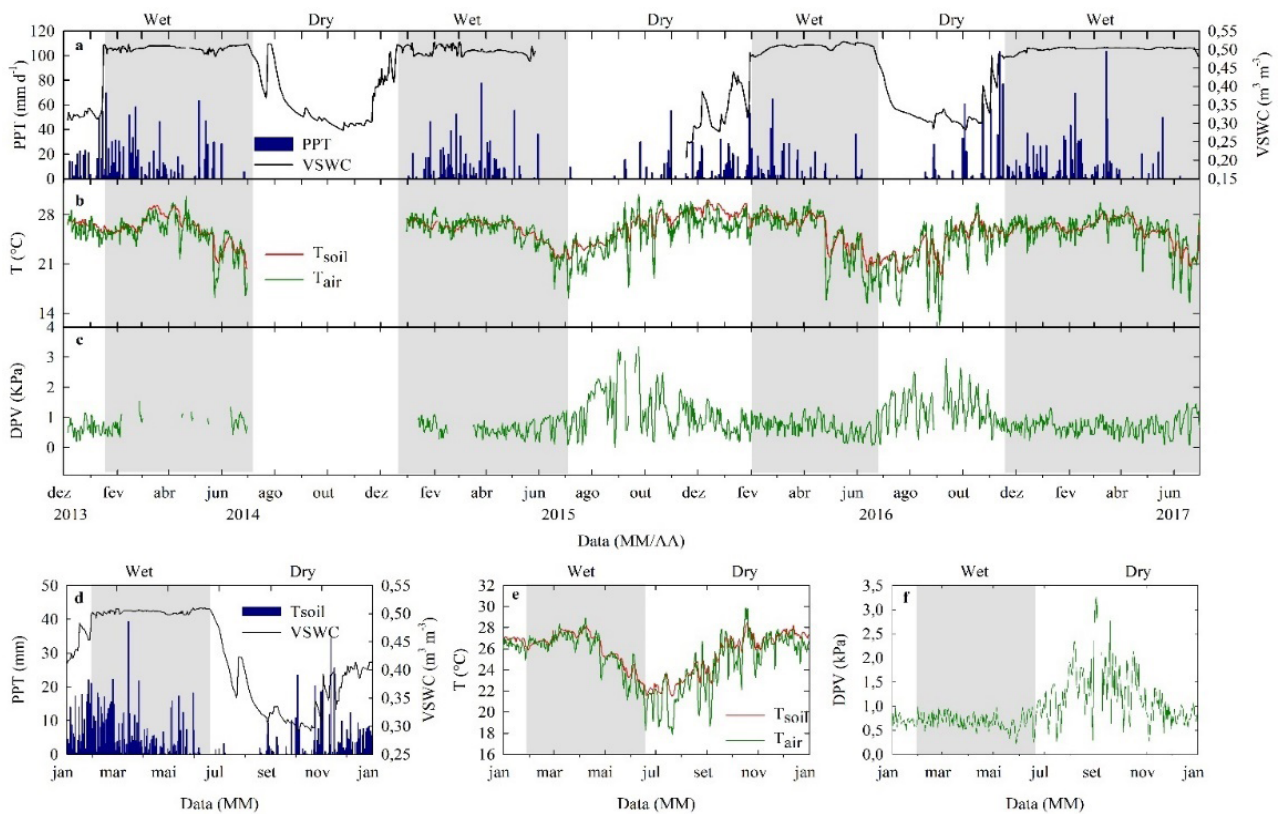 Wet Dry Wet Dry Wet Dry Wet
a
120
100
80
60
40
20
0
PPT (mm d⁻¹)
PPT
VSWC
0,55
0,50
0,45
0,40
0,35
0,30
0,25
0,20
0,15
VSWC (m³ m⁻³)
b
28
21
14
T (°C)
Tsoil
Tair
c
4
3
2
1
0
DPV (KPa)
dez fev abr jun ago out dez fev abr jun ago out dez fev abr jun ago out dez fev abr jun
2013 2014 2015 2016 2017
Data (MM/AA)
Wet Dry
d
50
40
30
20
10
0
PPT (mm)
Tsoil
VSWC
0,55
0,50
0,45
0,40
0,35
0,30
0,25
VSWC (m³ m⁻³)
jan mar mai jul set nov jan
Data (MM)
Wet Dry
e
32
30
28
26
24
22
20
18
16
T (°C)
Tsoil
Tair
jan mar mai jul set nov jan
Data (MM)
Wet Dry
f
3,5
3,0
2,5
2,0
1,5
1,0
0,5
0,0
DPV (kPa)
jan mar mai jul set nov jan
Data (MM)